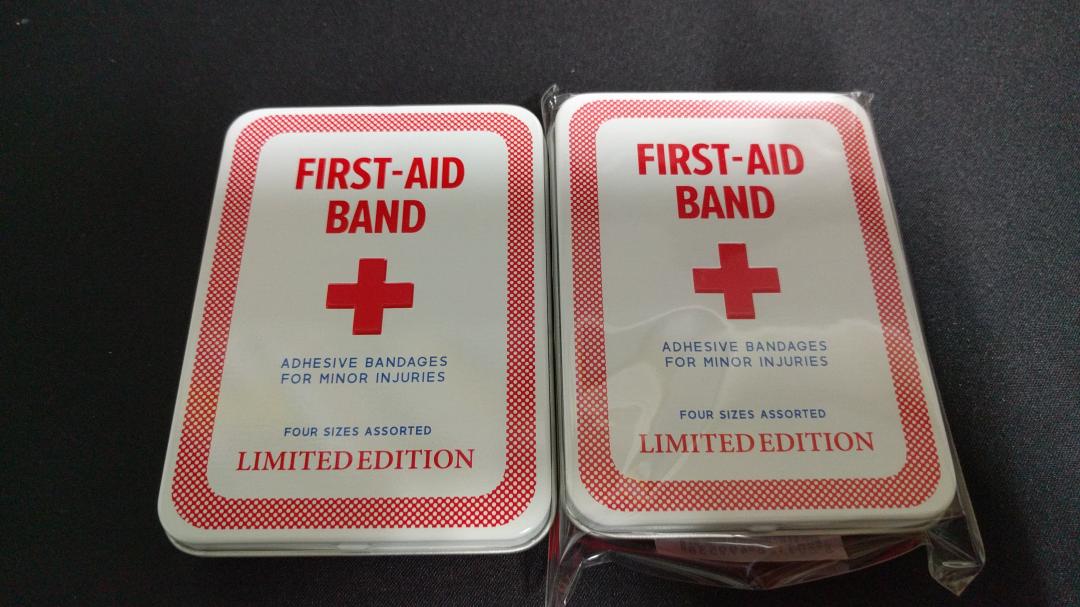 FIRST-AID
BAND
ADHESIVE BANDAGES
FOR MINOR INJURIES
FOUR SIZES ASSORTED
LIMITED EDITION
FIRST-AID
BAND
ADHESIVE BANDAGES
FOR MINOR INJURIES
FOUR SIZES ASSORTED
LIMITED EDITION